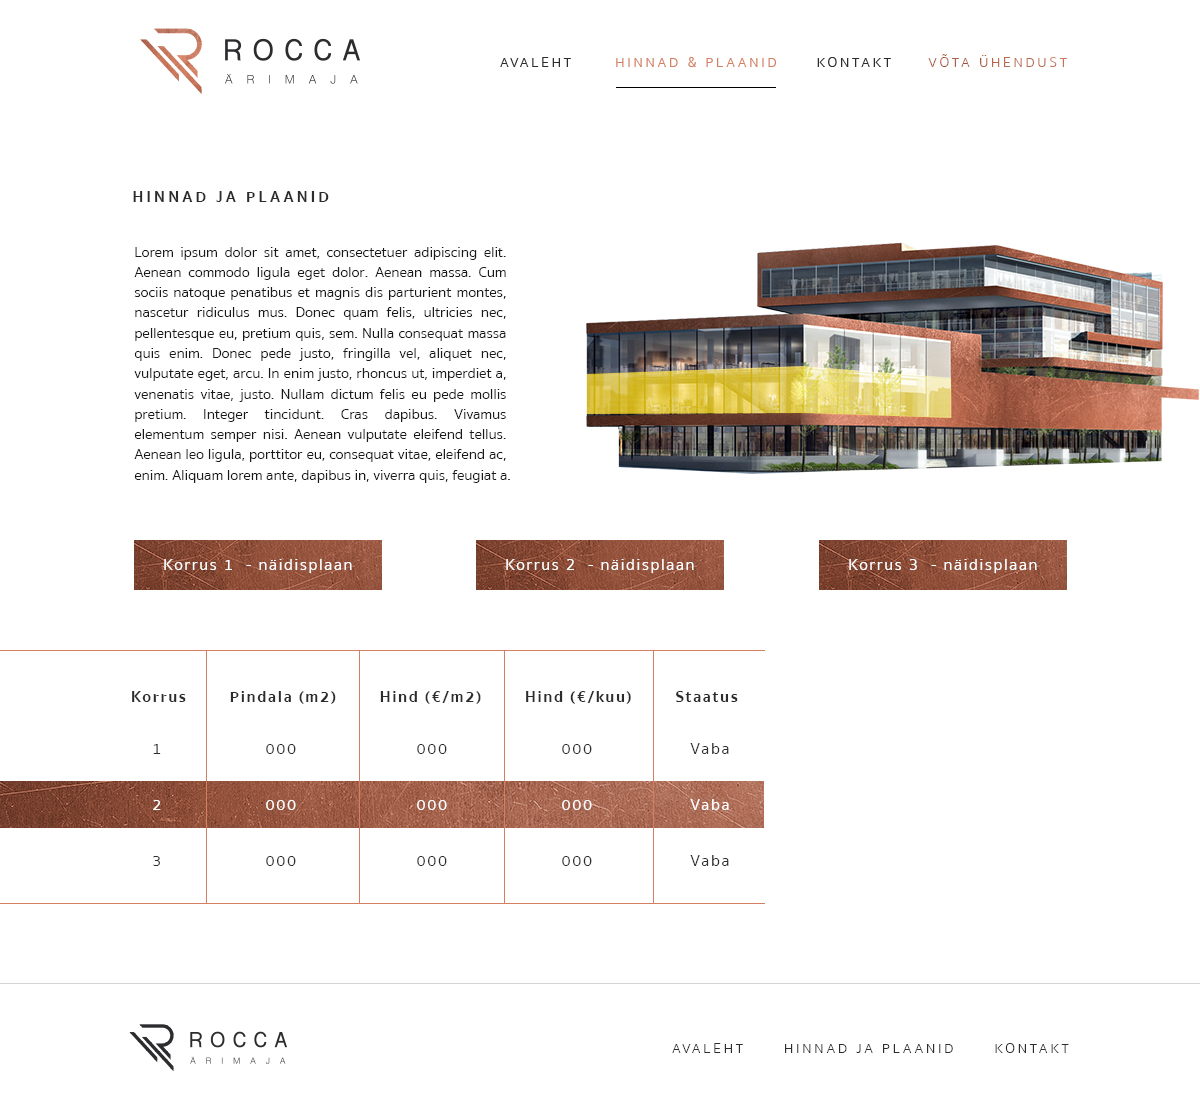 ROCCA
ÄRIMAJA
AVALEHT HINNAD & PLAANID KONTAKT VÕTA ÜHENDUST
HINNAD JA PLAANID
Lorem ipsum dolor sit amet, consectetuer adipiscing elit.
Aenean commodo ligula eget dolor. Aenean massa. Cum
sociis natoque penatibus et magnis dis parturient montes,
nascetur ridiculus mus. Donec quam felis, ultricies nec,
pellentesque eu, pretium quis, sem. Nulla consequat massa
quis enim. Donec pede justo, fringilla vel, aliquet nec,
vulputate eget, arcu. In enim justo, rhoncus ut, imperdiet a,
venenatis vitae, justo. Nullam dictum felis eu pede mollis
pretium. Integer tincidunt. Cras dapibus. Vivamus
elementum semper nisi. Aenean vulputate eleifend tellus.
Aenean leo ligula, porttitor eu, consequat vitae, eleifend ac,
enim. Aliquam lorem ante, dapibus in, viverra quis, feugiat a.
Korrus 1 - näidisplaan Korrus 2 - näidisplaan Korrus 3 - näidisplaan
Korrus Pindala (m2) Hind (€/m2) Hind (€/kuu) Staatus
1 000 000 000 Vaba
2 000 000 000 Vaba
3 000 000 000 Vaba
ROCCA
ÄRIMAJA
AVALEHT HINNAD JA PLAANID KONTAKT